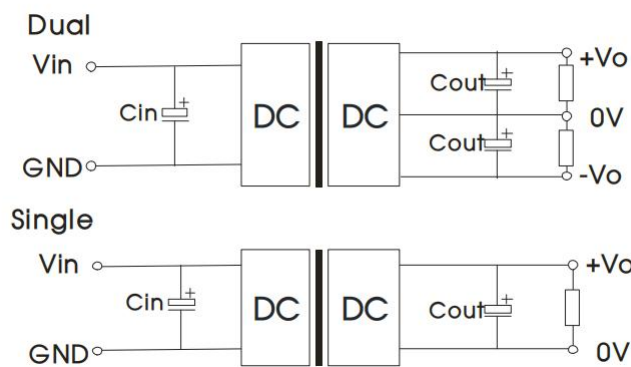 Dual
Vin
+
Cin
GND
DC
DC
+
Cout
+
Cout
+Vo
0V
-Vo
Single
Vin
+
Cin
GND
DC
DC
+
Cout
+Vo
0V